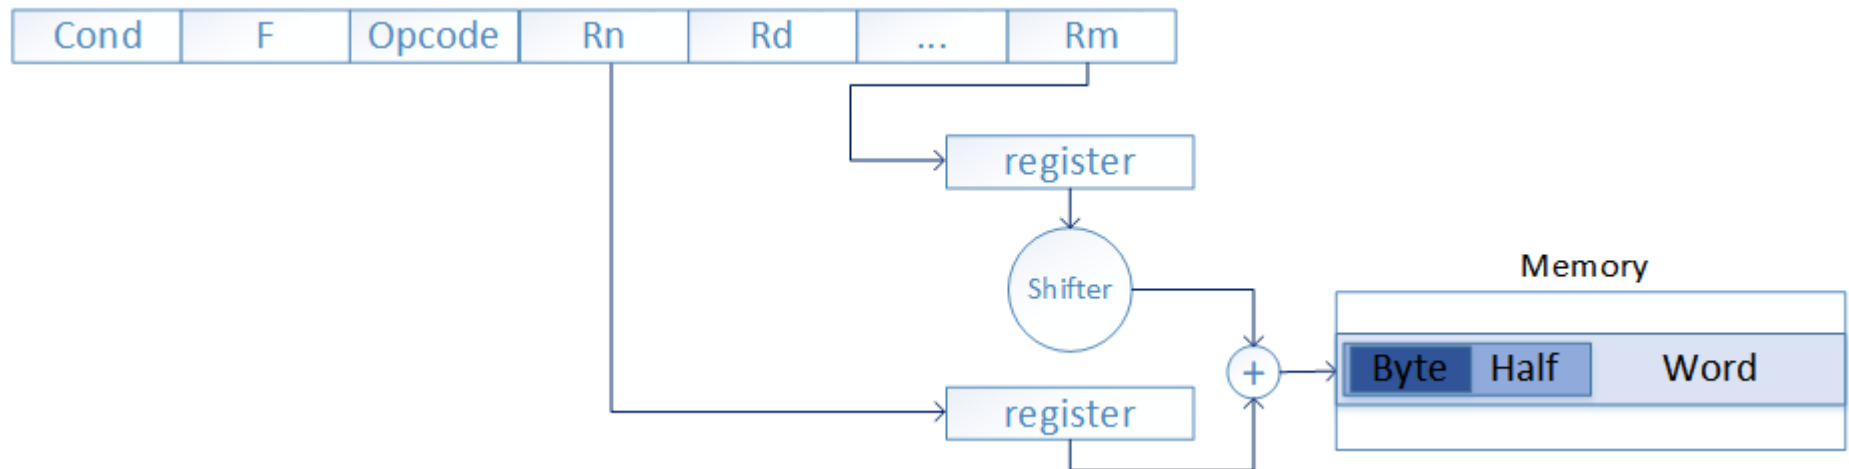 Cond F Opcode Rn Rd ... Rm
register
Shifter
Memory
Byte Half Word
+
register